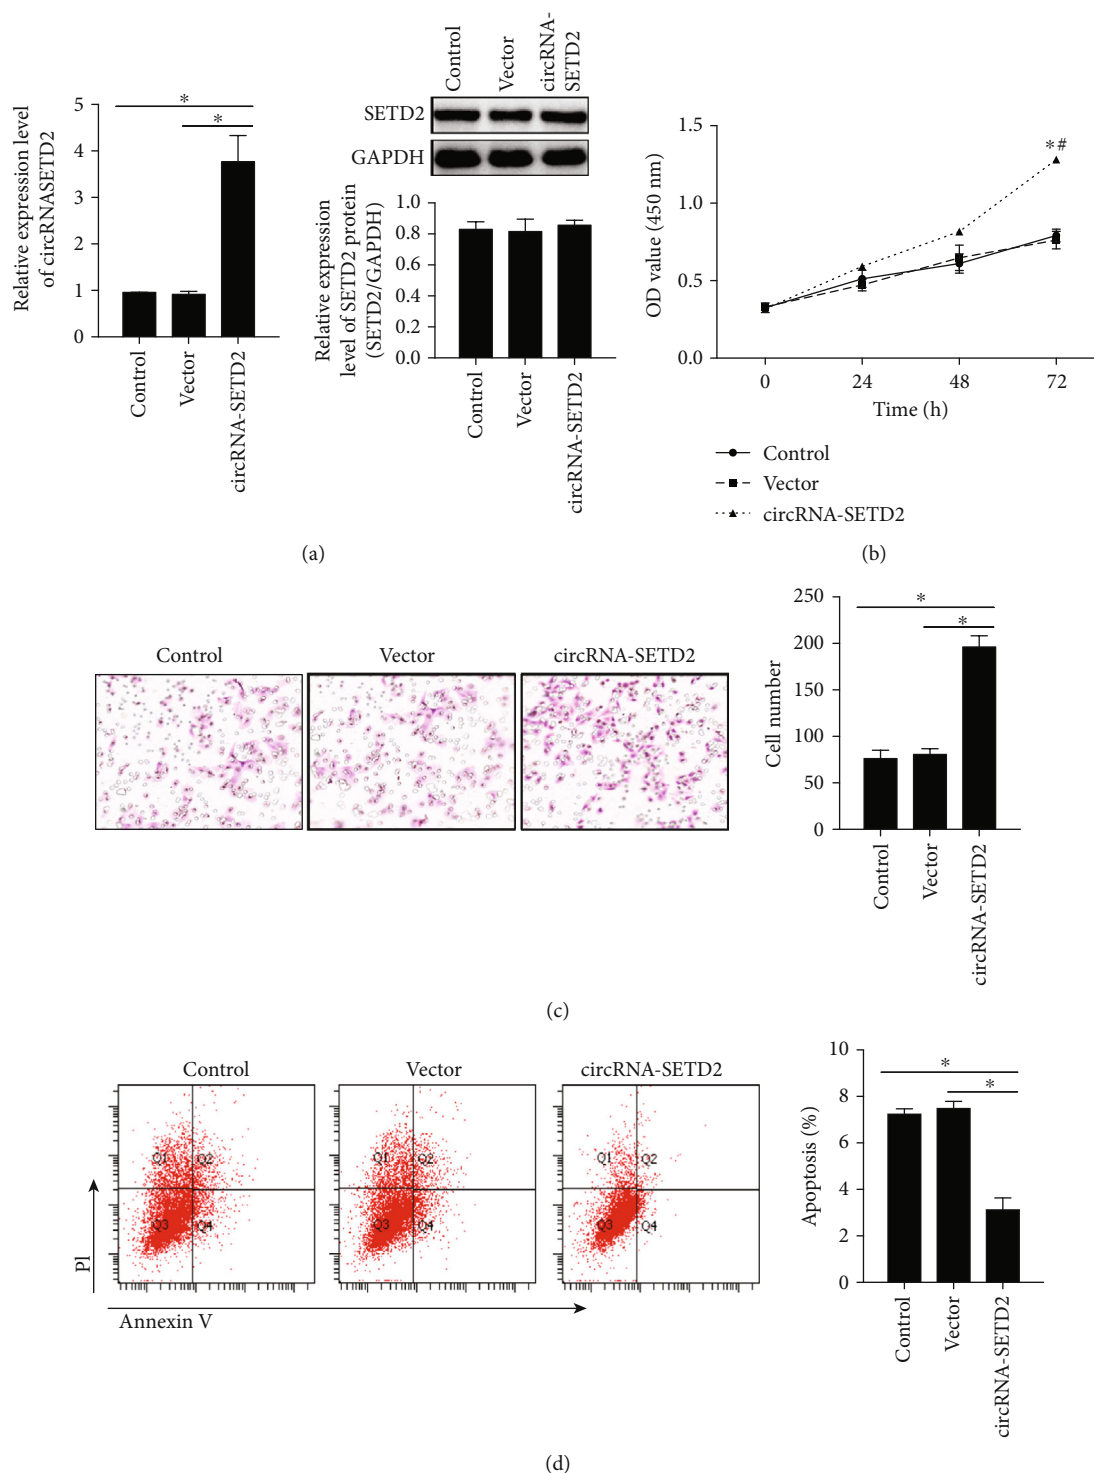 Relative expression level
of circRNASETD2
5
4
3
2
1
0
*
*
Control
Vector
circRNA-SETD2
Control
Vector
circRNA-
SETD2
SETD2
GAPDH
Relative expression
level of SETD2 protein
(SETD2/GAPDH)
1.0
0.8
0.6
0.4
0.2
0.0
Control
Vector
circRNA-SETD2
(a)
OD value (450 nm)
1.5
1.0
0.5
0.0
*#
0 24 48 72
Time (h)
Control
Vector
circRNA-SETD2
(b)
Control Vector circRNA-SETD2
Cell number
250
200
150
100
50
0
*
*
Control
Vector
circRNA-SETD2
(c)
Control Vector circRNA-SETD2
Q1 Q2
Q3 Q4
Q1 Q2
Q3 Q4
Q1 Q2
Q3 Q4
PI
Annexin V
Apoptosis (%)
10
8
6
4
2
0
*
*
Control
Vector
circRNA-SETD2
(d)